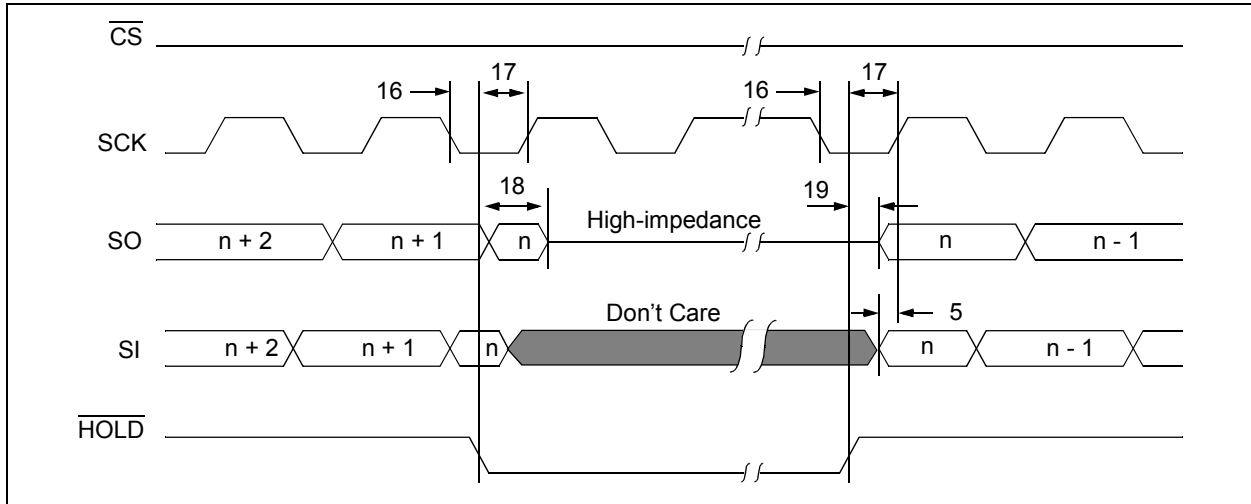 CS
16
17
16
17
SCK
18
High-impedance
19
SO
n + 2
n + 1
n
n
n - 1
Don't Care
5
SI
n + 2
n + 1
n
n
n - 1
HOLD